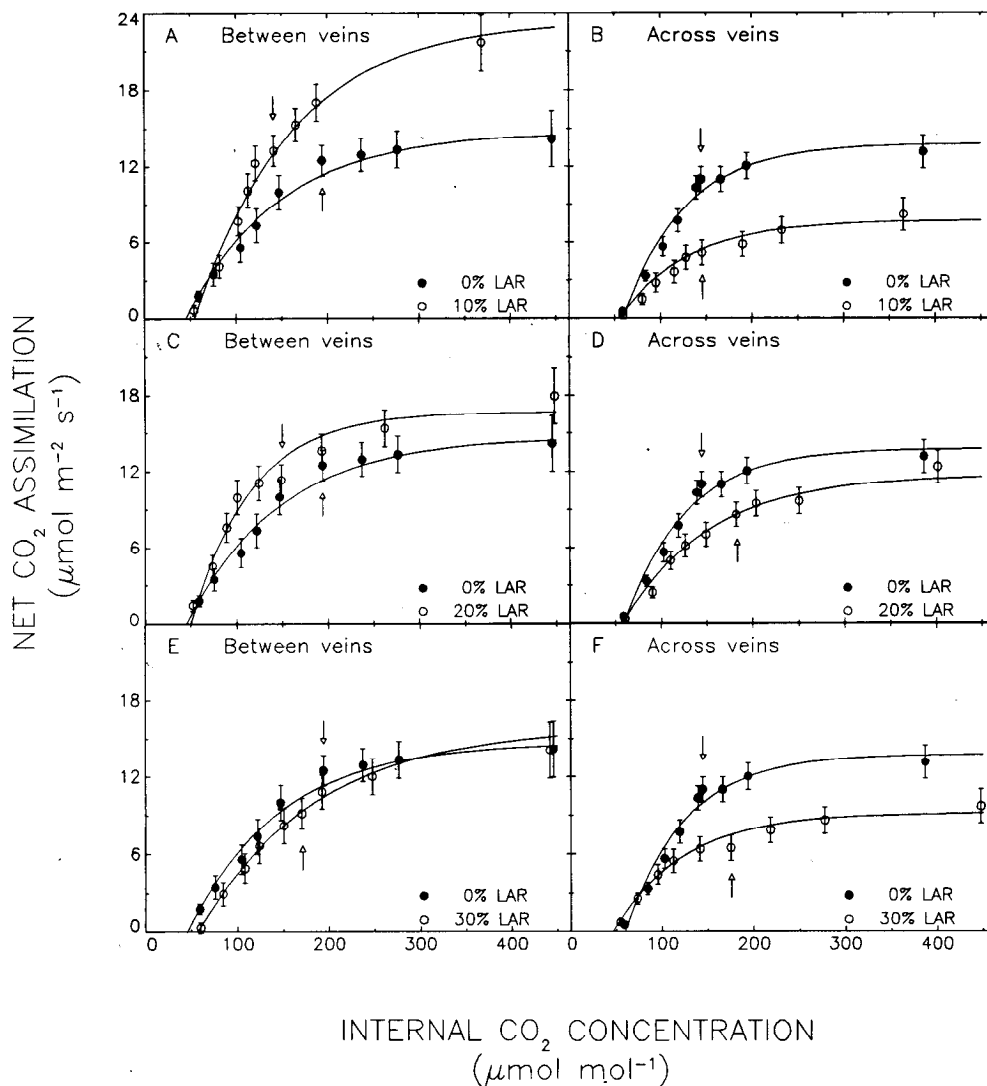 A Between veins
B Across veins
24
18
12
6
0
● 0% LAR
○ 10% LAR
● 0% LAR
○ 10% LAR
C Between veins
D Across veins
18
12
6
0
● 0% LAR
○ 20% LAR
● 0% LAR
○ 20% LAR
E Between veins
F Across veins
18
12
6
0
● 0% LAR
○ 30% LAR
● 0% LAR
○ 30% LAR
0 100 200 300 400
0 100 200 300 400
NET CO₂ ASSIMILATION
(μmol m⁻² s⁻¹)
INTERNAL CO₂ CONCENTRATION
(μmol mol⁻¹)